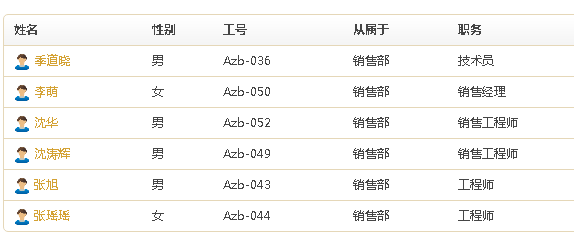 姓名 性别 工号 从属于 职务
季道晓 男 Azb-036 销售部 技术员
李萌 女 Azb-050 销售部 销售经理
沈华 男 Azb-052 销售部 销售工程师
沈涛辉 男 Azb-049 销售部 销售工程师
张旭 男 Azb-043 销售部 工程师
张瑶瑶 女 Azb-044 销售部 工程师